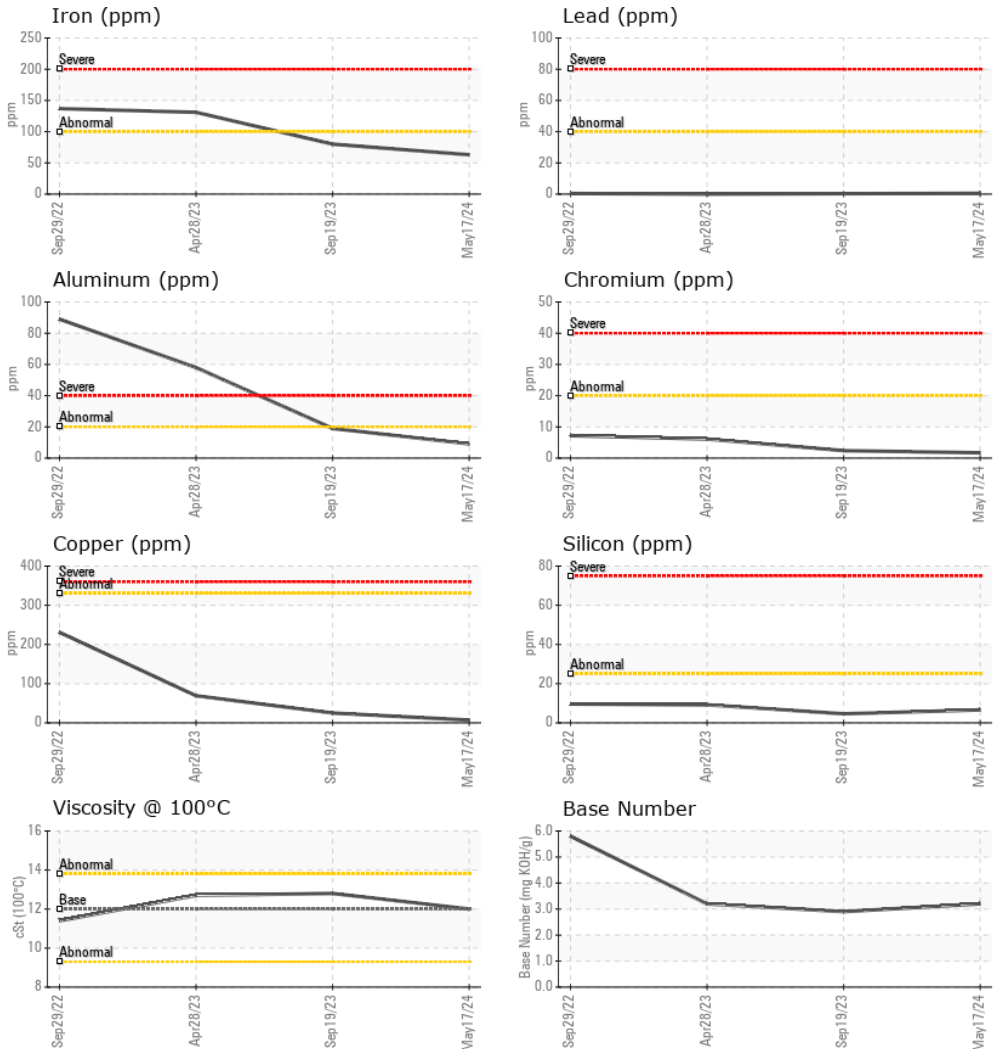 Iron (ppm)
250
200
150
100
50
0
ppm
Severe
Abnormal
Sep29/22
Apr28/23
Sep19/23
May17/24
Lead (ppm)
100
80
60
40
20
0
ppm
Severe
Abnormal
Sep29/22
Apr28/23
Sep19/23
May17/24
Aluminum (ppm)
100
80
60
40
20
0
ppm
Severe
Abnormal
Sep29/22
Apr28/23
Sep19/23
May17/24
Chromium (ppm)
50
40
30
20
10
0
ppm
Severe
Abnormal
Sep29/22
Apr28/23
Sep19/23
May17/24
Copper (ppm)
400
300
200
100
0
ppm
Severe
Abnormal
Sep29/22
Apr28/23
Sep19/23
May17/24
Silicon (ppm)
80
60
40
20
0
ppm
Severe
Abnormal
Sep29/22
Apr28/23
Sep19/23
May17/24
Viscosity @ 100°C
16
14
12
10
8
cSt (100°C)
Abnormal
Base
Abnormal
Sep29/22
Apr28/23
Sep19/23
May17/24
Base Number
6.0
5.0
4.0
3.0
2.0
1.0
0.0
Base Number (mg KOH/g)
Sep29/22
Apr28/23
Sep19/23
May17/24